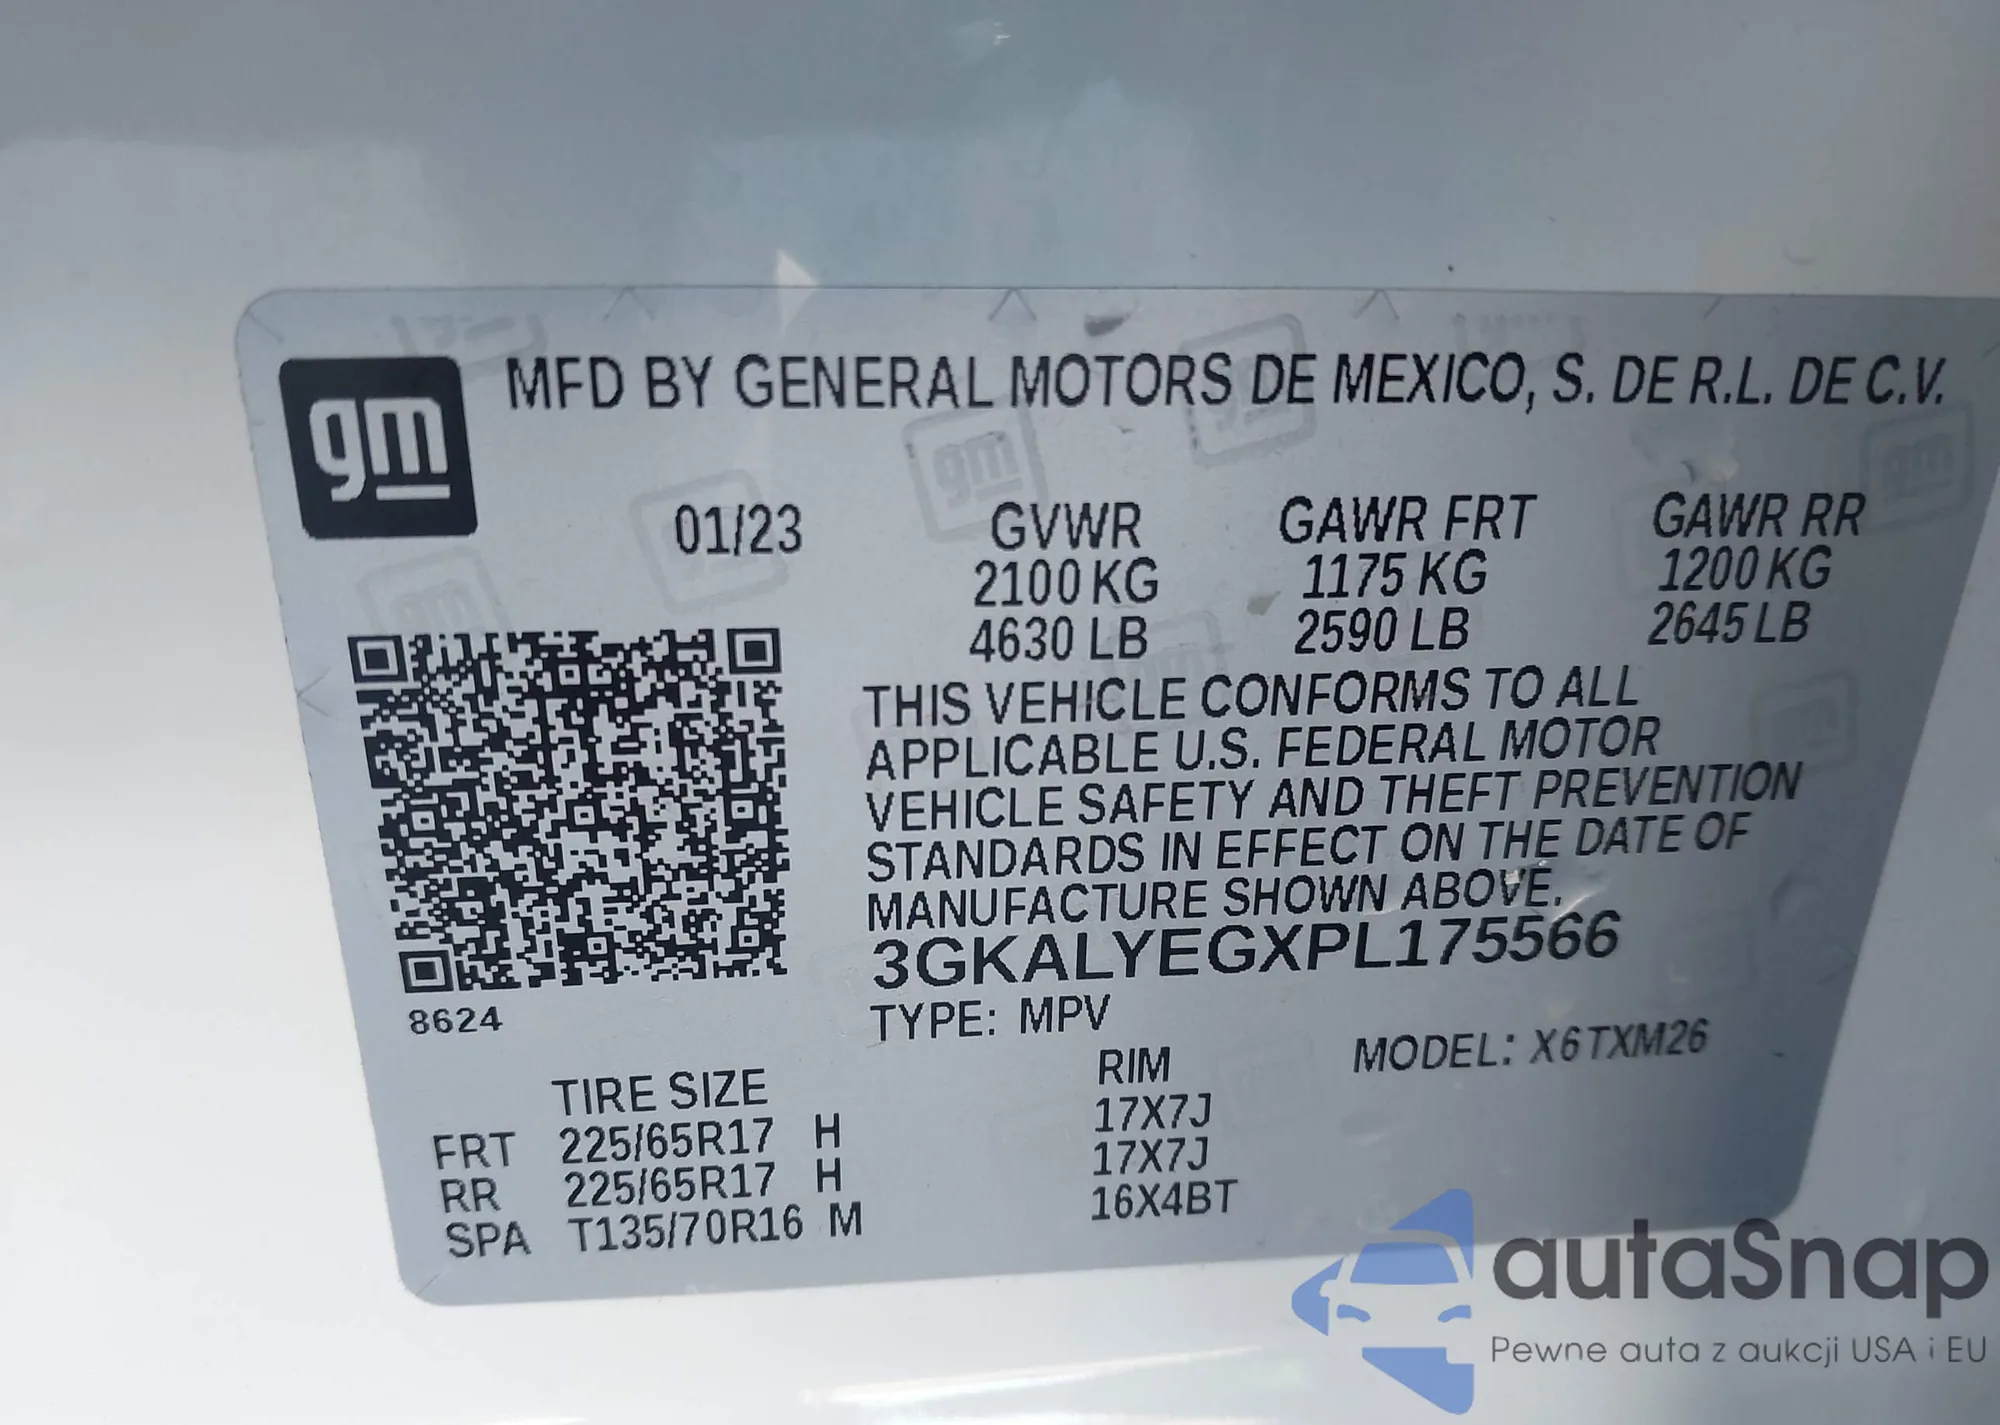 gm
MFD BY GENERAL MOTORS DE MEXICO, S. DE R.L. DE C.V.
01/23
GVWR GAWR FRT GAWR RR
2100 KG 1175 KG 1200 KG
4630 LB 2590 LB 2645 LB
THIS VEHICLE CONFORMS TO ALL
APPLICABLE U.S. FEDERAL MOTOR
VEHICLE SAFETY AND THEFT PREVENTION
STANDARDS IN EFFECT ON THE DATE OF
MANUFACTURE SHOWN ABOVE.
3GKALYEGXPL175566
8624
TYPE: MPV
MODEL: X6TXM26
TIRE SIZE RIM
FRT 225/65R17 H 17X7J
RR 225/65R17 H 17X7J
SPA T135/70R16 M 16X4BT
autaSnap
Pewne auta z aukcji USA i EU